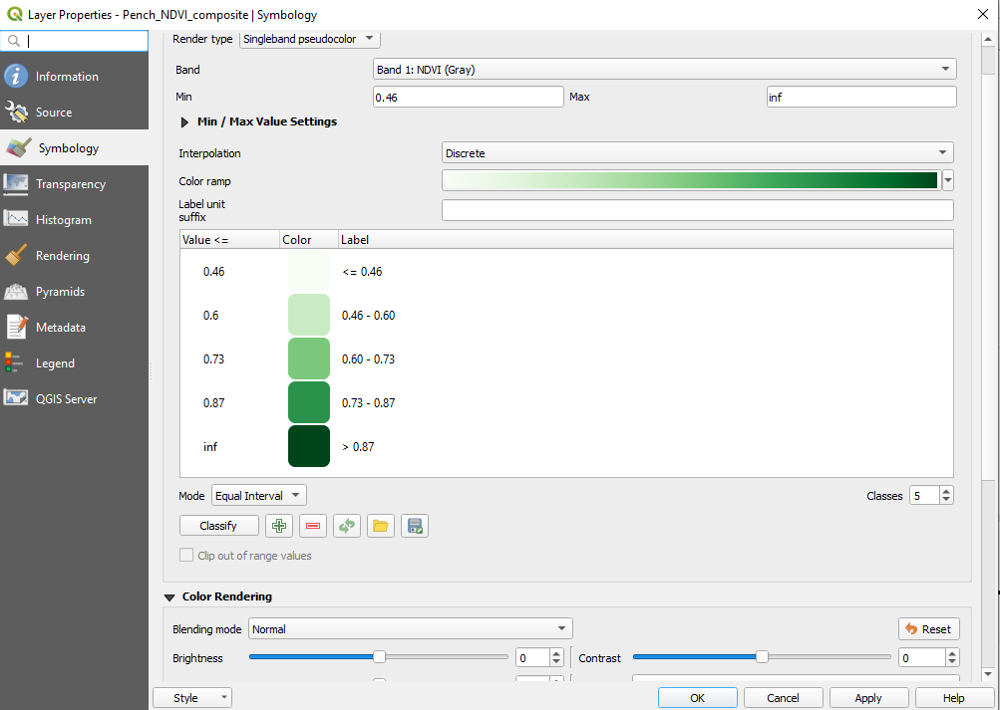 Layer Properties - Pench_NDVI_composite | Symbology
Information
Source
Symbology
Transparency
Histogram
Rendering
Pyramids
Metadata
Legend
QGIS Server
Render type Singleband pseudocolor
Band Band 1: NDVI (Gray)
Min 0.46 Max inf
Min / Max Value Settings
Interpolation Discrete
Color ramp
Label unit
suffix
Value <= Color Label
0.46 <= 0.46
0.6 0.46 - 0.60
0.73 0.60 - 0.73
0.87 0.73 - 0.87
inf > 0.87
Mode Equal Interval Classes 5
Classify
Clip out of range values
Color Rendering
Blending mode Normal Reset
Brightness 0 Contrast 0
Style OK Cancel Apply Help